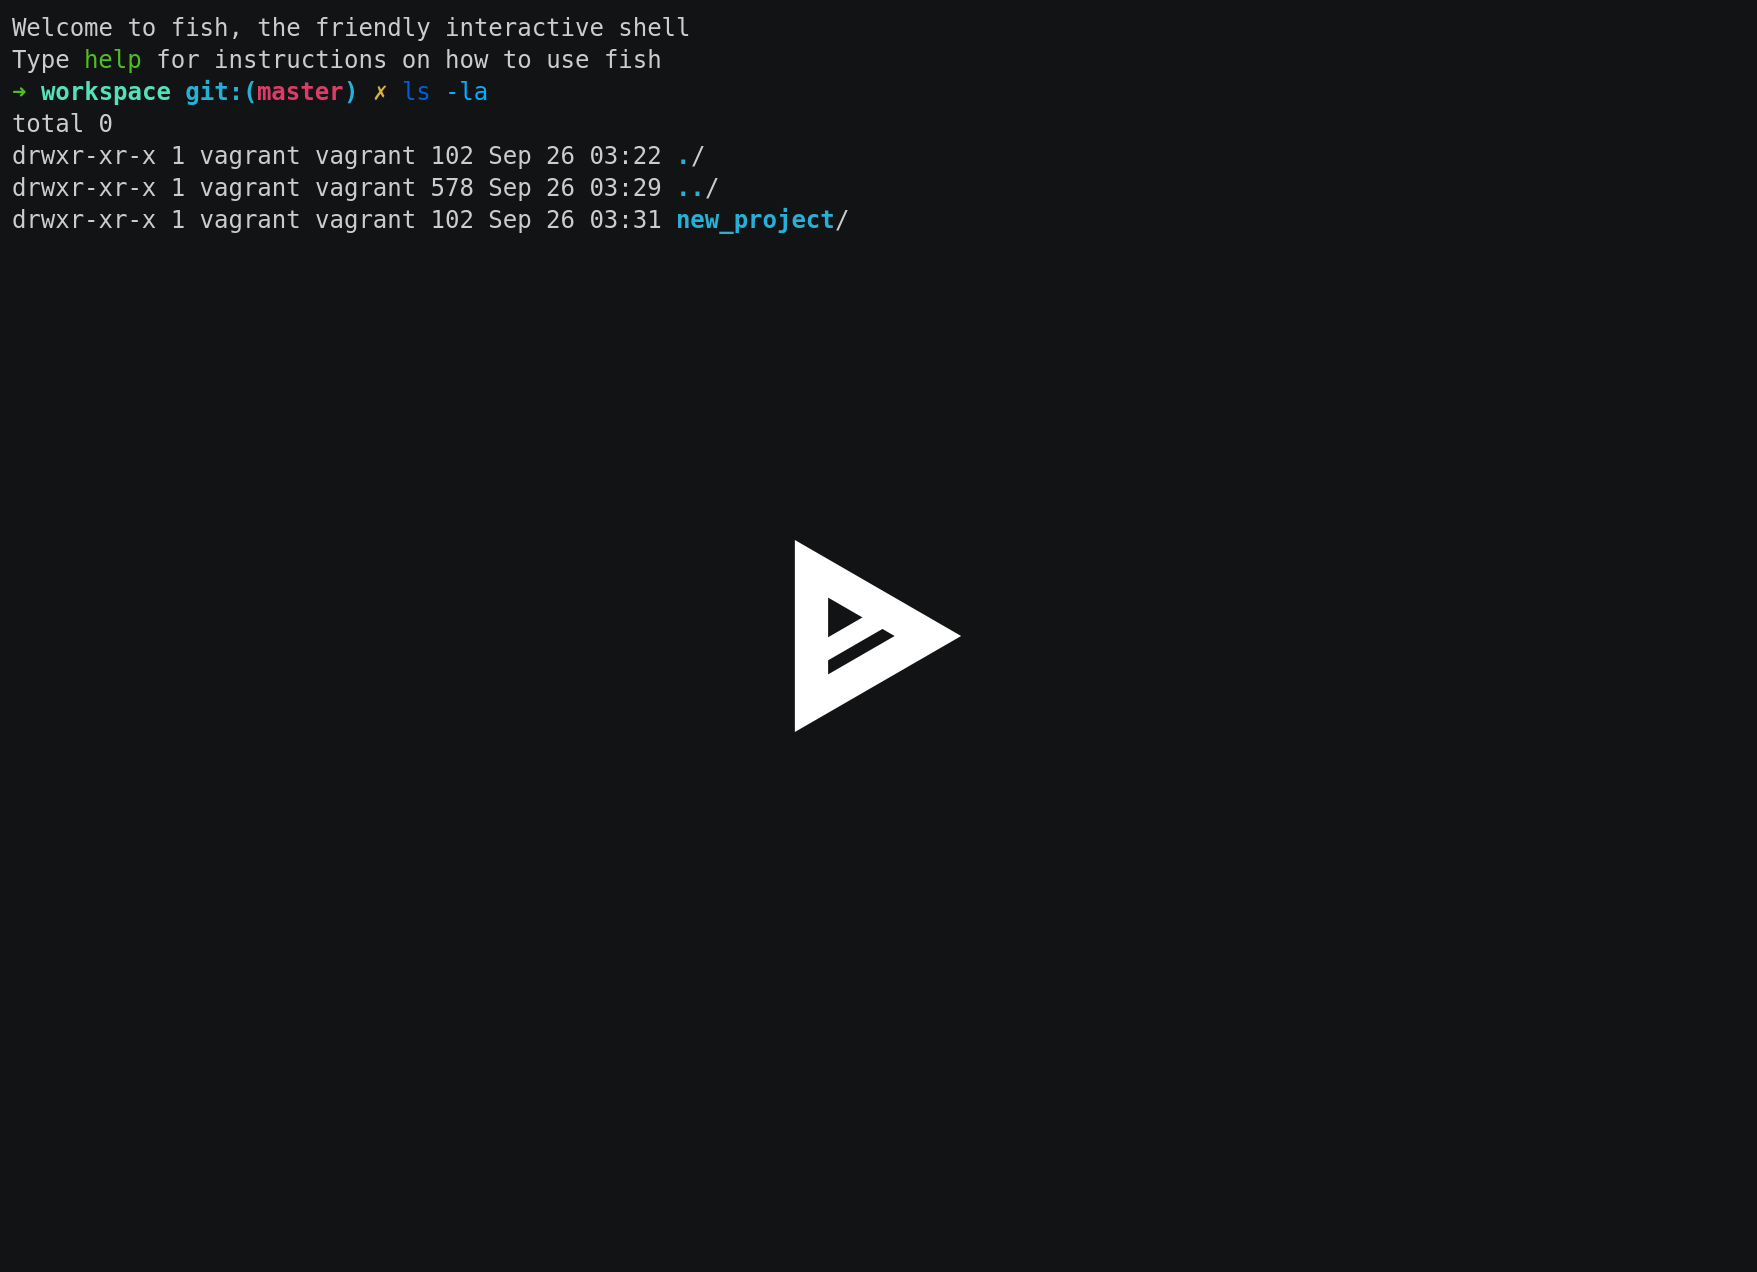 Welcome to fish, the friendly interactive shell
Type help for instructions on how to use fish
➜ workspace git:(master) ✗ ls -la
total 0
drwxr-xr-x 1 vagrant vagrant 102 Sep 26 03:22 ./
drwxr-xr-x 1 vagrant vagrant 578 Sep 26 03:29 ../
drwxr-xr-x 1 vagrant vagrant 102 Sep 26 03:31 new_project/